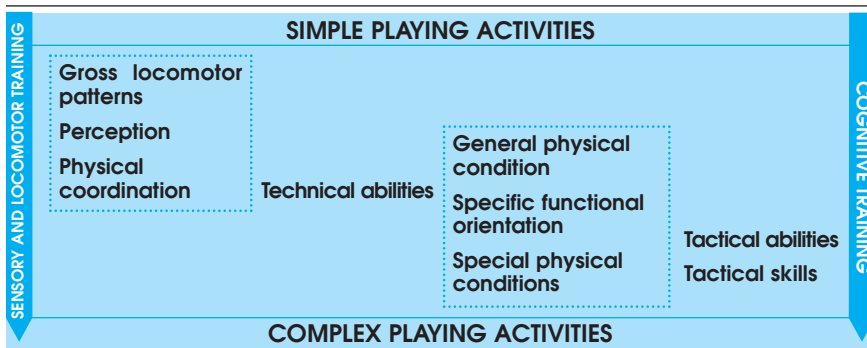 SIMPLE PLAYING ACTIVITIES
SENSORY AND LOCOMOTOR TRAINING
Gross locomotor
patterns
Perception
Physical
coordination
Technical abilities
General physical
condition
Specific functional
orientation
Special physical
conditions
Tactical abilities
Tactical skills
COGNITIVE TRAINING
COMPLEX PLAYING ACTIVITIES